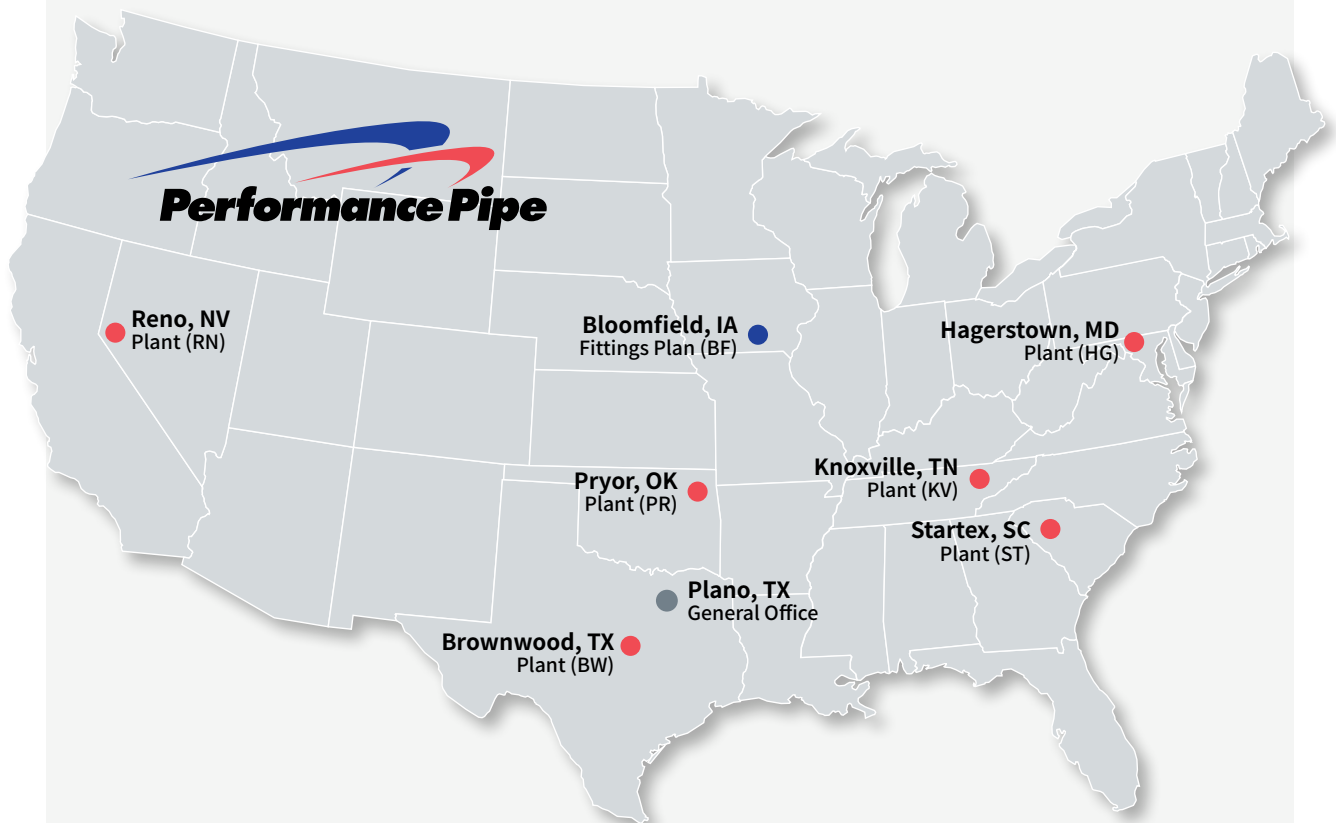 Performance Pipe
Reno, NV
Plant (RN)
Bloomfield, IA
Fittings Plan (BF)
Hagerstown, MD
Plant (HG)
Pryor, OK
Plant (PR)
Knoxville, TN
Plant (KV)
Startex, SC
Plant (ST)
Plano, TX
General Office
Brownwood, TX
Plant (BW)